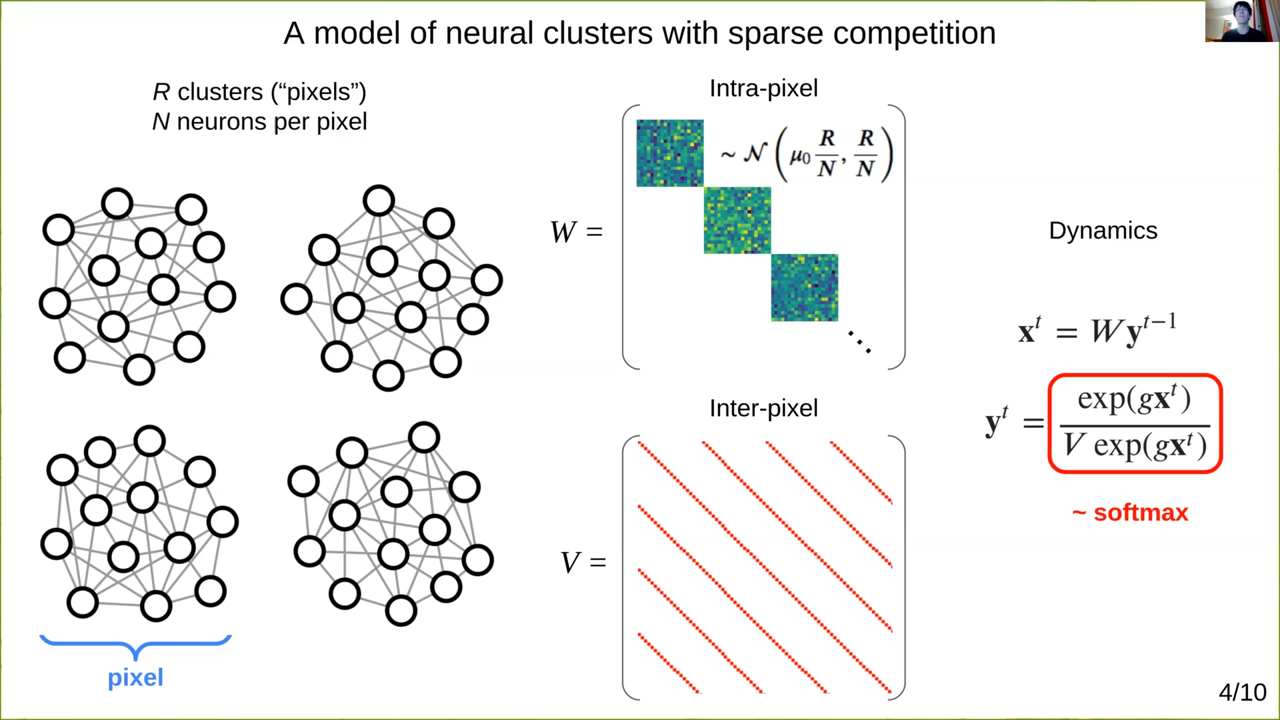 A model of neural clusters with sparse competition
R clusters (“pixels”)
N neurons per pixel
pixel
Intra-pixel
W =
~ 𝒩 (μ₀ R/N, R/N)
⋱
Inter-pixel
V =
Dynamics
xᵗ = Wyᵗ⁻¹
yᵗ = exp(gxᵗ) / V exp(gxᵗ)
~ softmax
4/10